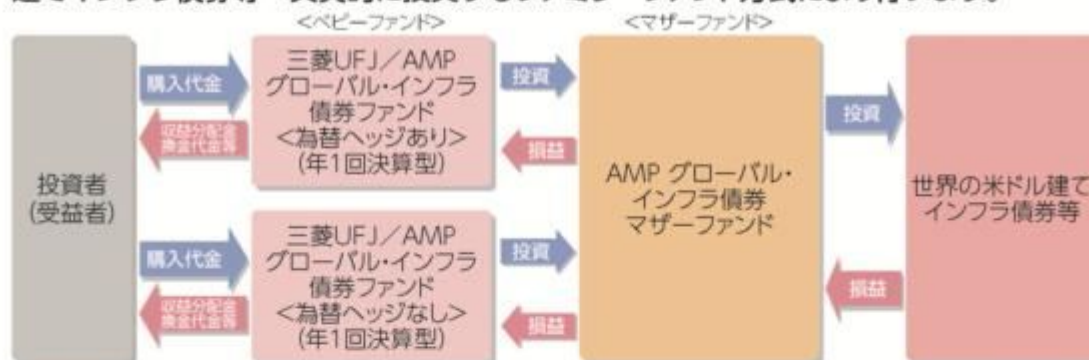 <ベビーファンド>
<マザーファンド>
投資者
(受益者)
購入代金
収益分配金
換金代金等
三菱UFJ/AMP
グローバル・インフラ
債券ファンド
<為替ヘッジあり>
(年1回決算型)
投資
損益
購入代金
収益分配金
換金代金等
三菱UFJ/AMP
グローバル・インフラ
債券ファンド
<為替ヘッジなし>
(年1回決算型)
投資
損益
AMP グローバル・
インフラ債券
マザーファンド
投資
損益
世界の米ドル建て
インフラ債券等